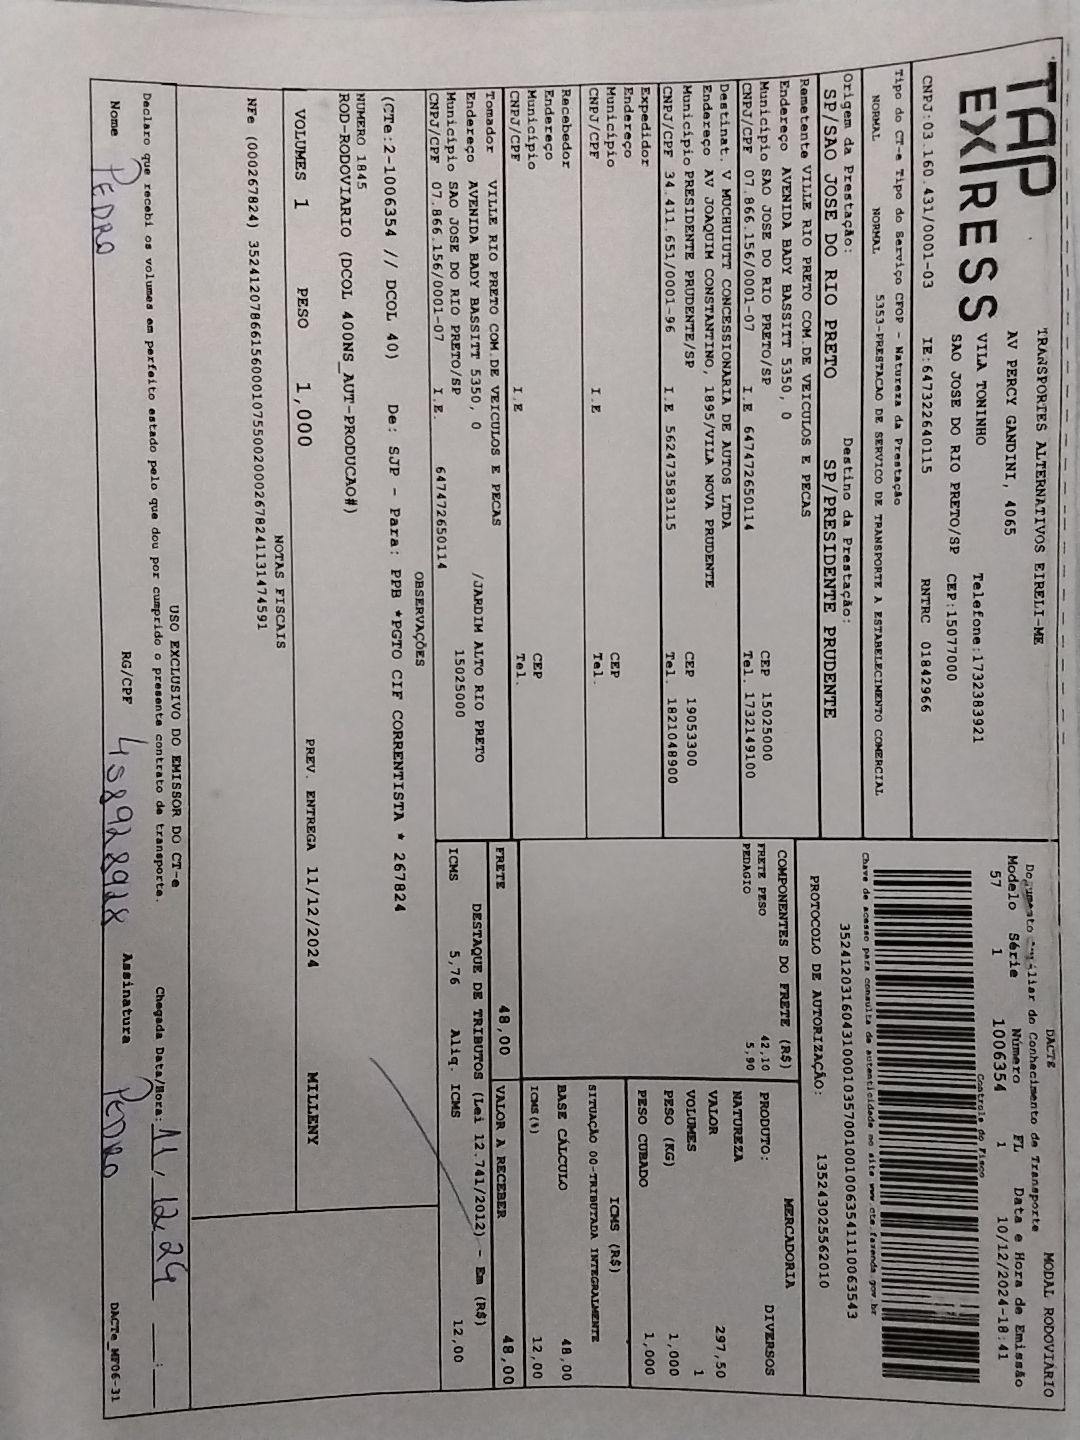 TAP
EXPRESS
TRANSPORTES ALTERNATIVOS EIRELI-ME
AV PERCY GANDINI, 4065
VILA TONINHO Telefone:1732383921
SAO JOSE DO RIO PRETO/SP CEP:15077000
CNPJ:03.160.431/0001-03 IE:647322640115 RNTRC 01842966
Tipo do CT-e Tipo do Serviço CFOP - Natureza da Prestação
NORMAL NORMAL 5353-PRESTACAO DE SERVICO DE TRANSPORTE A ESTABELECIMENTO COMERCIAL
Origem da Prestação: Destino da Prestação:
SP/SAO JOSE DO RIO PRETO SP/PRESIDENTE PRUDENTE
Remetente VILLE RIO PRETO COM.DE VEICULOS E PECAS
Endereço AVENIDA BADY BASSITT 5350, 0
Município SAO JOSE DO RIO PRETO/SP CEP 15025000
CNPJ/CPF 07.866.156/0001-07 I.E 647472650114 Tel. 1732149100
Destinat. V MUCHIUTT CONCESSIONARIA DE AUTOS LTDA
Endereço AV JOAQUIM CONSTANTINO, 1895/VILA NOVA PRUDENTE
Município PRESIDENTE PRUDENTE/SP CEP 19053300
CNPJ/CPF 34.411.651/0001-96 I.E 562473583115 Tel. 1821048900
Expedidor
Endereço
Município CEP
CNPJ/CPF I.E Tel.
Recebedor
Endereço
Município CEP
CNPJ/CPF I.E Tel.
Tomador VILLE RIO PRETO COM.DE VEICULOS E PECAS
Endereço AVENIDA BADY BASSITT 5350, 0 /JARDIM ALTO RIO PRETO
Município SAO JOSE DO RIO PRETO/SP 15025000
CNPJ/CPF 07.866.156/0001-07 I.E. 647472650114
DACTE MODAL RODOVIÁRIO
Documento Auxiliar do Conhecimento de Transporte
Modelo Série Número FL Data e Hora de Emissão
57 1 1006354 1 10/12/2024-18:41
Controle do Fisco
Chave de acesso para consulta de autenticidade no site www.cte.fazenda.gov.br
PROTOCOLO DE AUTORIZAÇÃO: 135243025562010
COMPONENTES DO FRETE (R$)
FRETE PESO 42,10
PEDAGIO 5,90
MERCADORIA
PRODUTO: DIVERSOS
NATUREZA
VALOR 297,50
VOLUMES 1
PESO (KG) 1,000
PESO CUBADO 1,000
ICMS (R$)
SITUAÇÃO 00-TRIBUTADA INTEGRALMENTE
BASE CÁLCULO 48,00
ICMS(%) 12,00
FRETE 48,00 VALOR A RECEBER 48,00
DESTAQUE DE TRIBUTOS (Lei 12.741/2012) - Em (R$)
ICMS 5,76 Aliq. ICMS 12,00
OBSERVAÇÕES
(CTe:2-1006354 // DCOL 40) De: SJP - Para: PPB *PGTO CIF CORRENTISTA * 267824
NUMERO 1845
ROD-RODOVIARIO (DCOL 400NS_AUT-PRODUCAO#)
VOLUMES 1 PESO 1,000 PREV. ENTREGA 11/12/2024 MILLENY
NOTAS FISCAIS
NFe (000267824)
USO EXCLUSIVO DO EMISSOR DO CT-e
Declaro que recebi os volumes em perfeito estado pelo que dou por cumprido o presente contrato de transporte. Chegada Data/Hora: 11/12/24 __:__
Nome PEDRO RG/CPF Assinatura PEDRO
DACTe_MF06-31